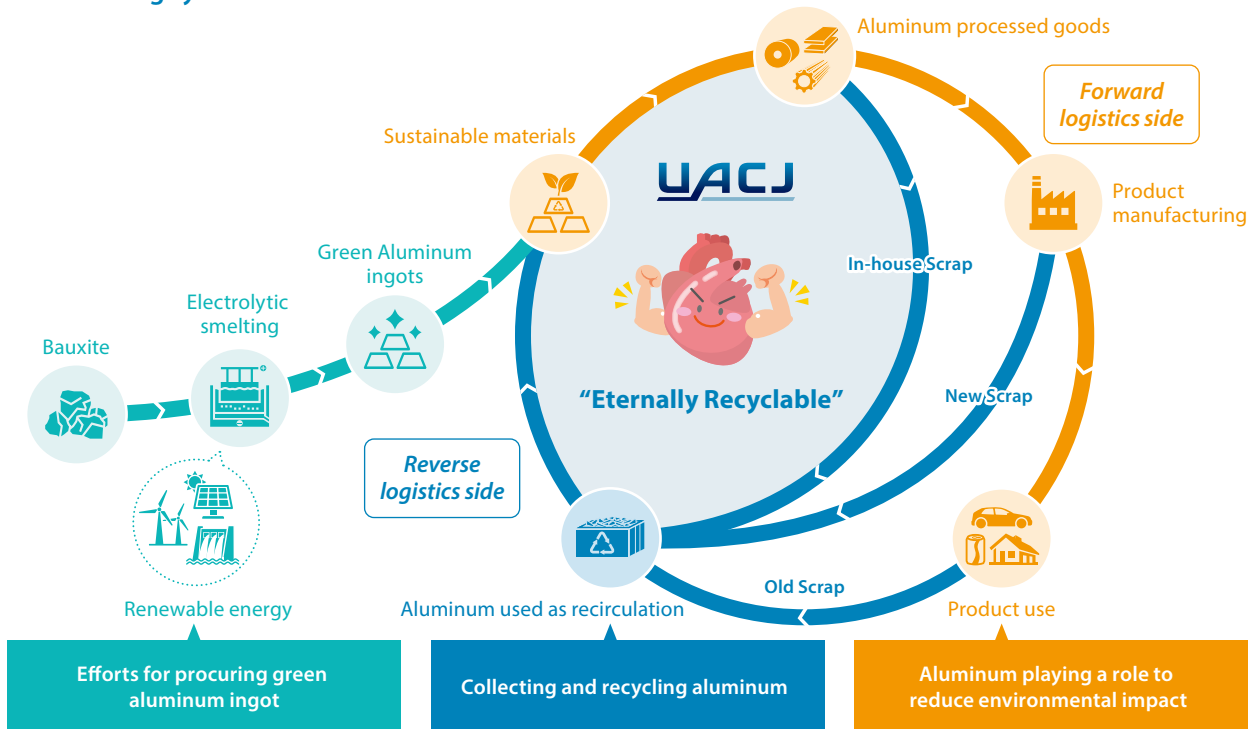 Aluminum processed goods
Forward
logistics side
Sustainable materials
UACJ
Product
manufacturing
Green Aluminum
ingots
In-house Scrap
Electrolytic
smelting
Bauxite
"Eternally Recyclable"
New Scrap
Reverse
logistics side
Old Scrap
Renewable energy
Aluminum used as recirculation
Product use
Efforts for procuring green
aluminum ingot
Collecting and recycling aluminum
Aluminum playing a role to
reduce environmental impact